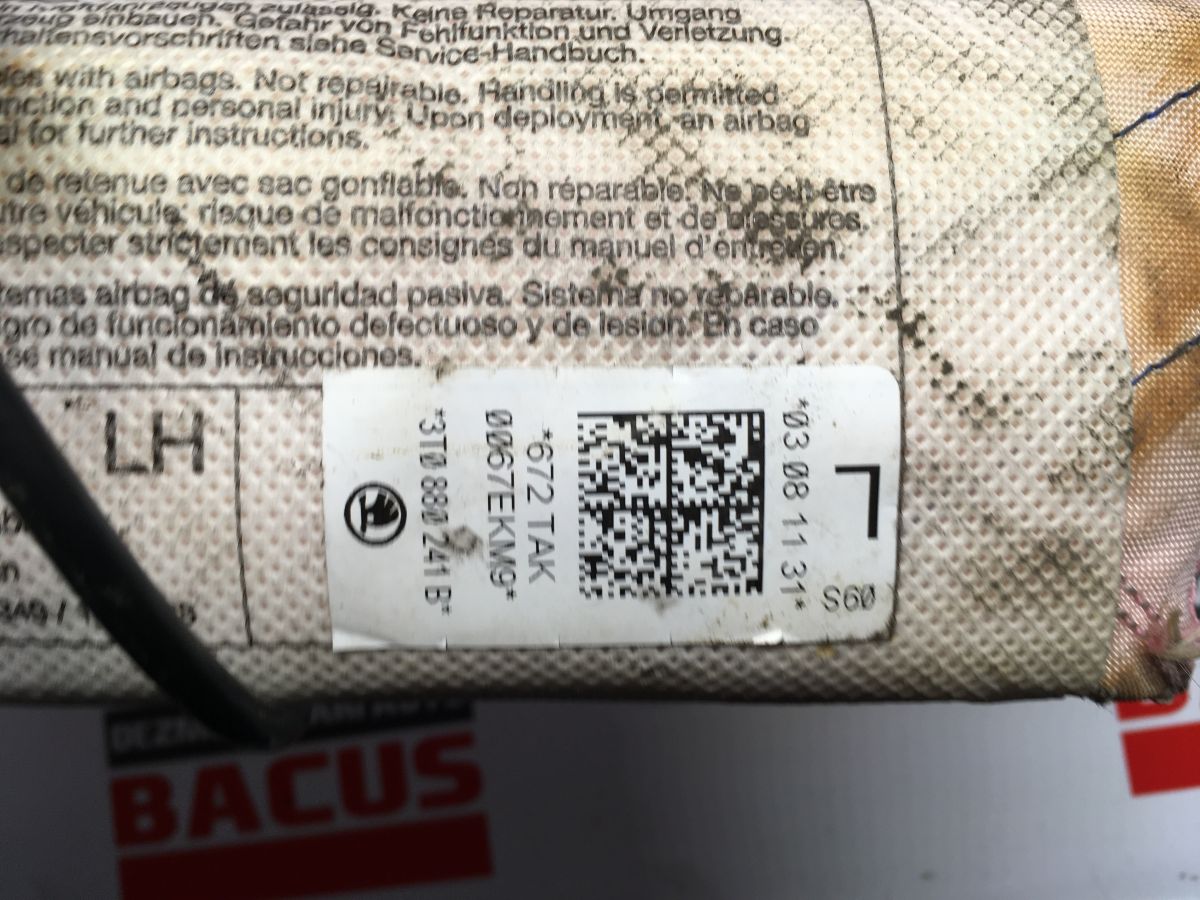 zulässig. Keine Reparatur. Umgang
einbauen. Gefahr von Fehlfunktion und Verletzung.
siehe Service-Handbuch.
with airbags. Not repairable. Handling is permitted
and personal injury. Upon deployment, an airbag
for further instructions.
de retenue avec sac gonflable. Non réparable. Ne peut être
véhicule, risque de malfonctionnement et de blessures.
strictement les consignes du manuel d'entretien.
airbag de seguridad pasiva. Sistema no reparable.
de funcionamiento defectuoso y de lesion. En caso
manual de instrucciones.
LH
L
S60
*03 08 11 31*
*672 TAK
0067EKM9*
*3T0 880 241 B*
BACUS